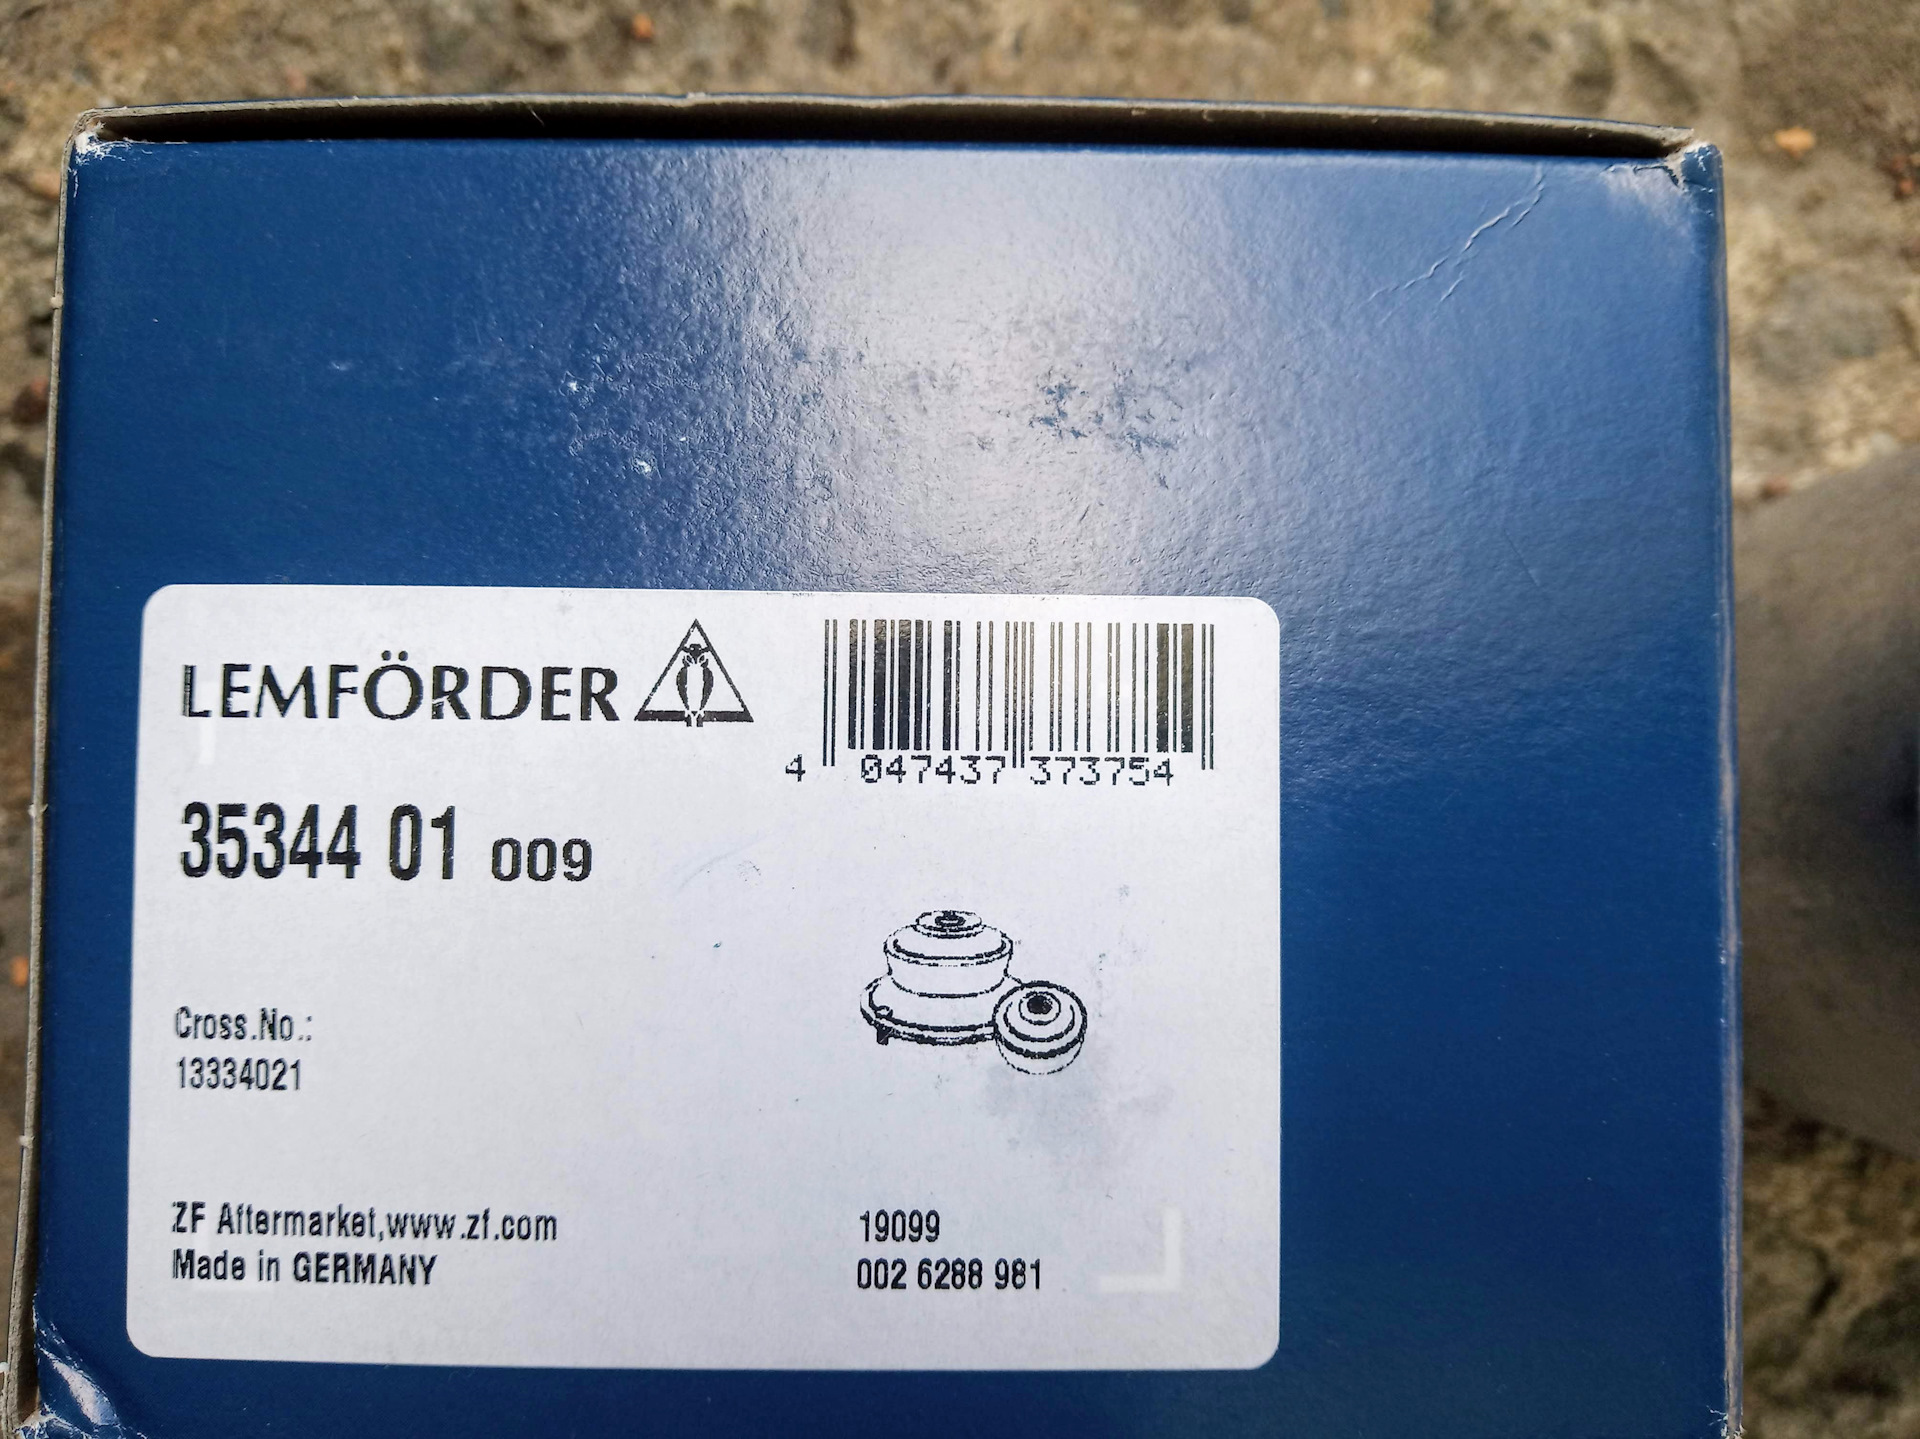 LEMFÖRDER
4 047437 373754
35344 01 009
Cross.No.:
13334021
ZF Aftermarket,www.zf.com
Made in GERMANY
19099
002 6288 981